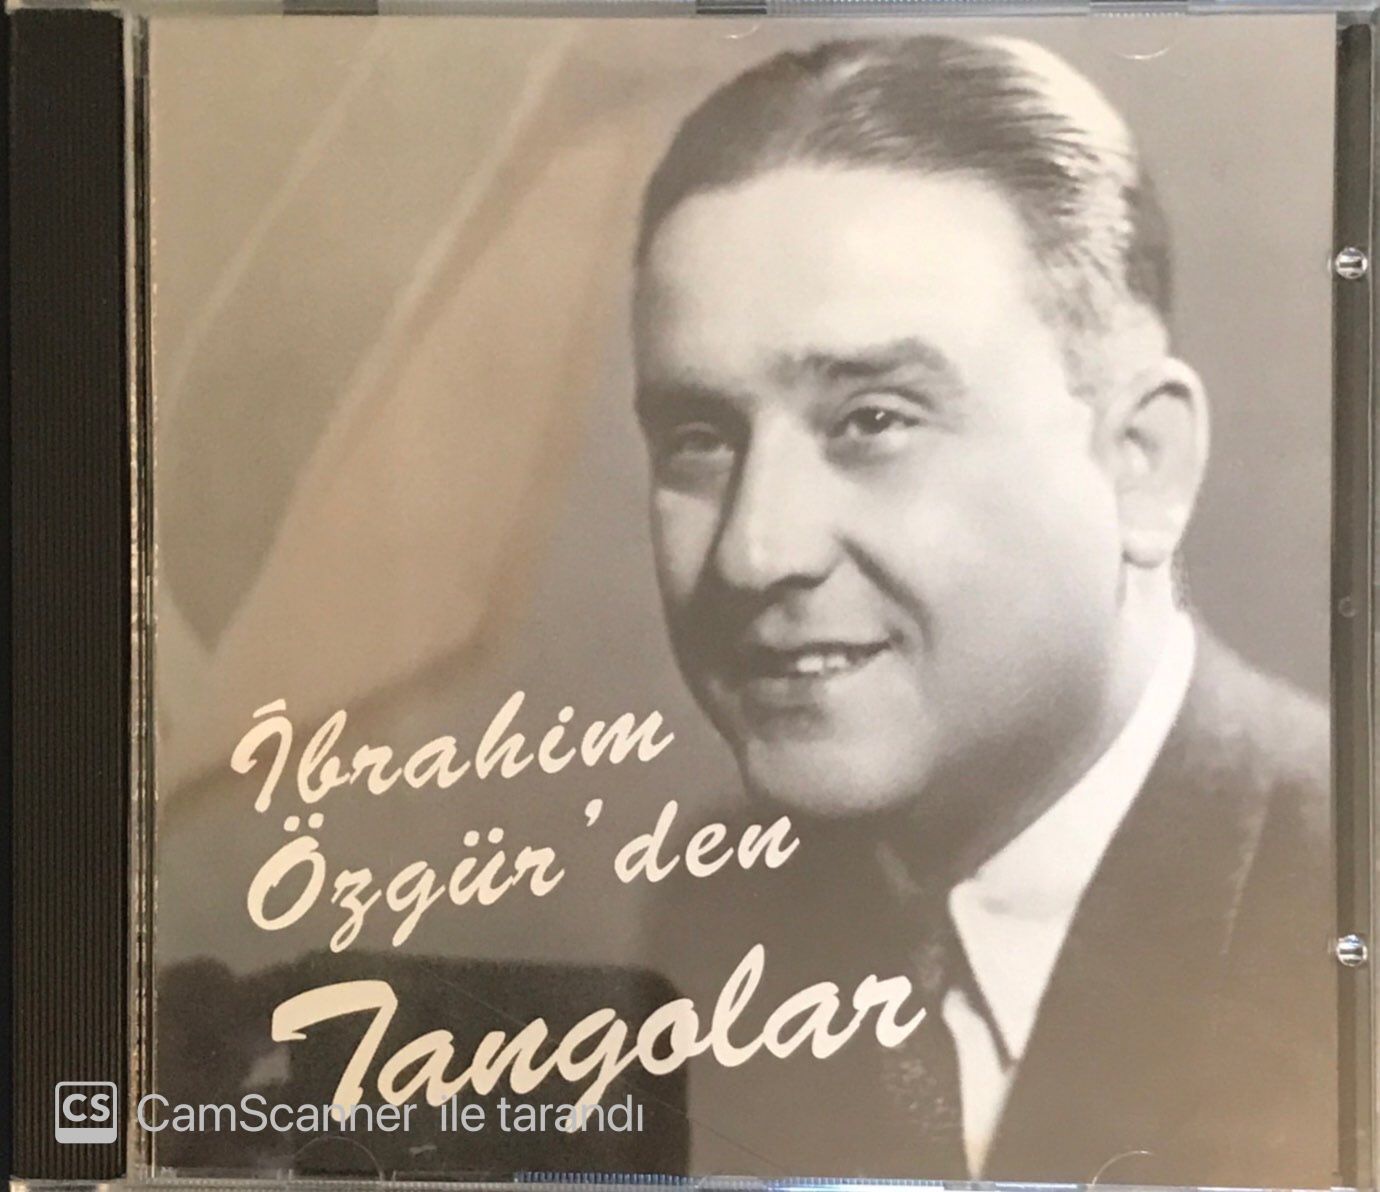 İbrahim
Özgür'den
Tangolar
CS CamScanner ile tarandı